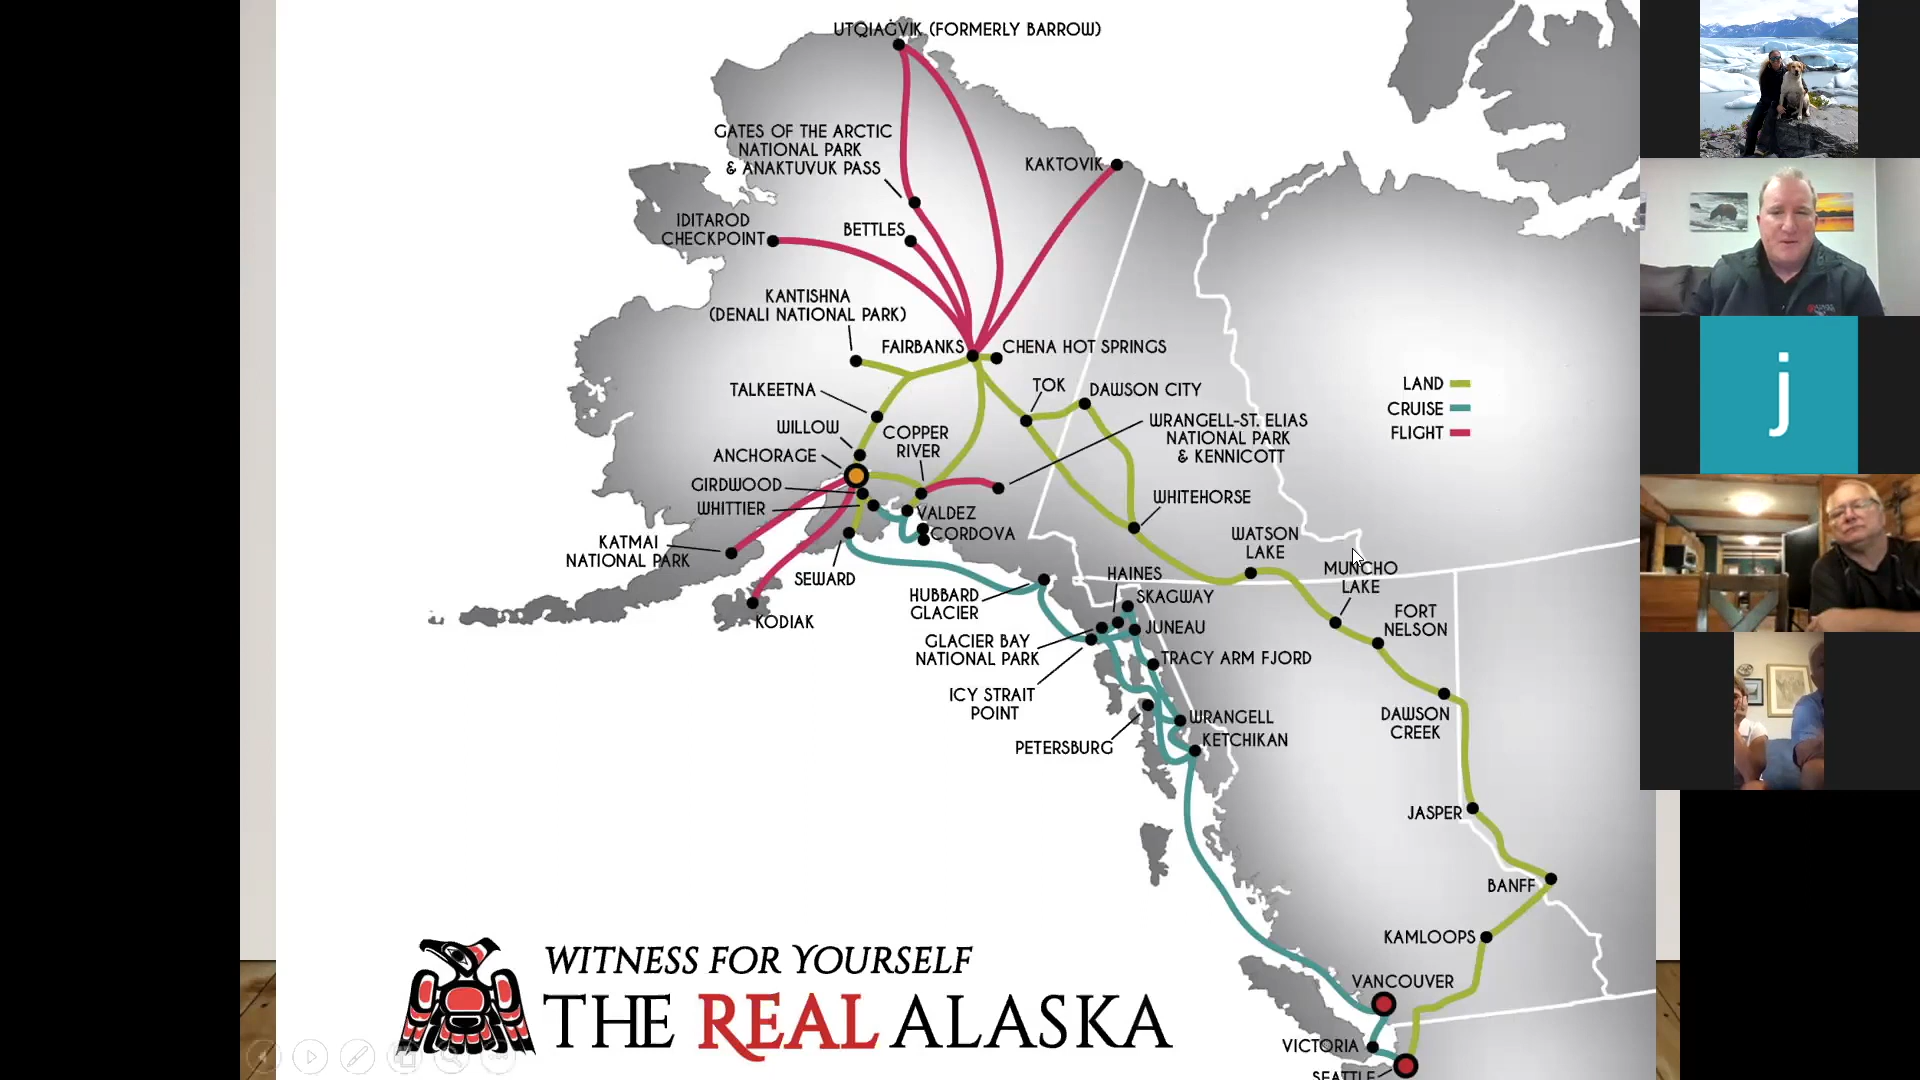 UTQIAĠVIK (FORMERLY BARROW)
GATES OF THE ARCTIC
NATIONAL PARK
& ANAKTUVUK PASS
KAKTOVIK
IDITAROD
CHECKPOINT
BETTLES
KANTISHNA
(DENALI NATIONAL PARK)
FAIRBANKS
CHENA HOT SPRINGS
TALKEETNA
TOK
DAWSON CITY
LAND
CRUISE
FLIGHT
WILLOW
COPPER
RIVER
WRANGELL-ST. ELIAS
NATIONAL PARK
& KENNICOTT
ANCHORAGE
GIRDWOOD
WHITTIER
VALDEZ
CORDOVA
WHITEHORSE
KATMAI
NATIONAL PARK
SEWARD
KODIAK
WATSON
LAKE
MUNCHO
LAKE
HUBBARD
GLACIER
HAINES
SKAGWAY
JUNEAU
FORT
NELSON
GLACIER BAY
NATIONAL PARK
TRACY ARM FJORD
ICY STRAIT
POINT
WRANGELL
KETCHIKAN
PETERSBURG
DAWSON
CREEK
JASPER
BANFF
KAMLOOPS
VANCOUVER
VICTORIA
SEATTLE
WITNESS FOR YOURSELF
THE REAL ALASKA
j